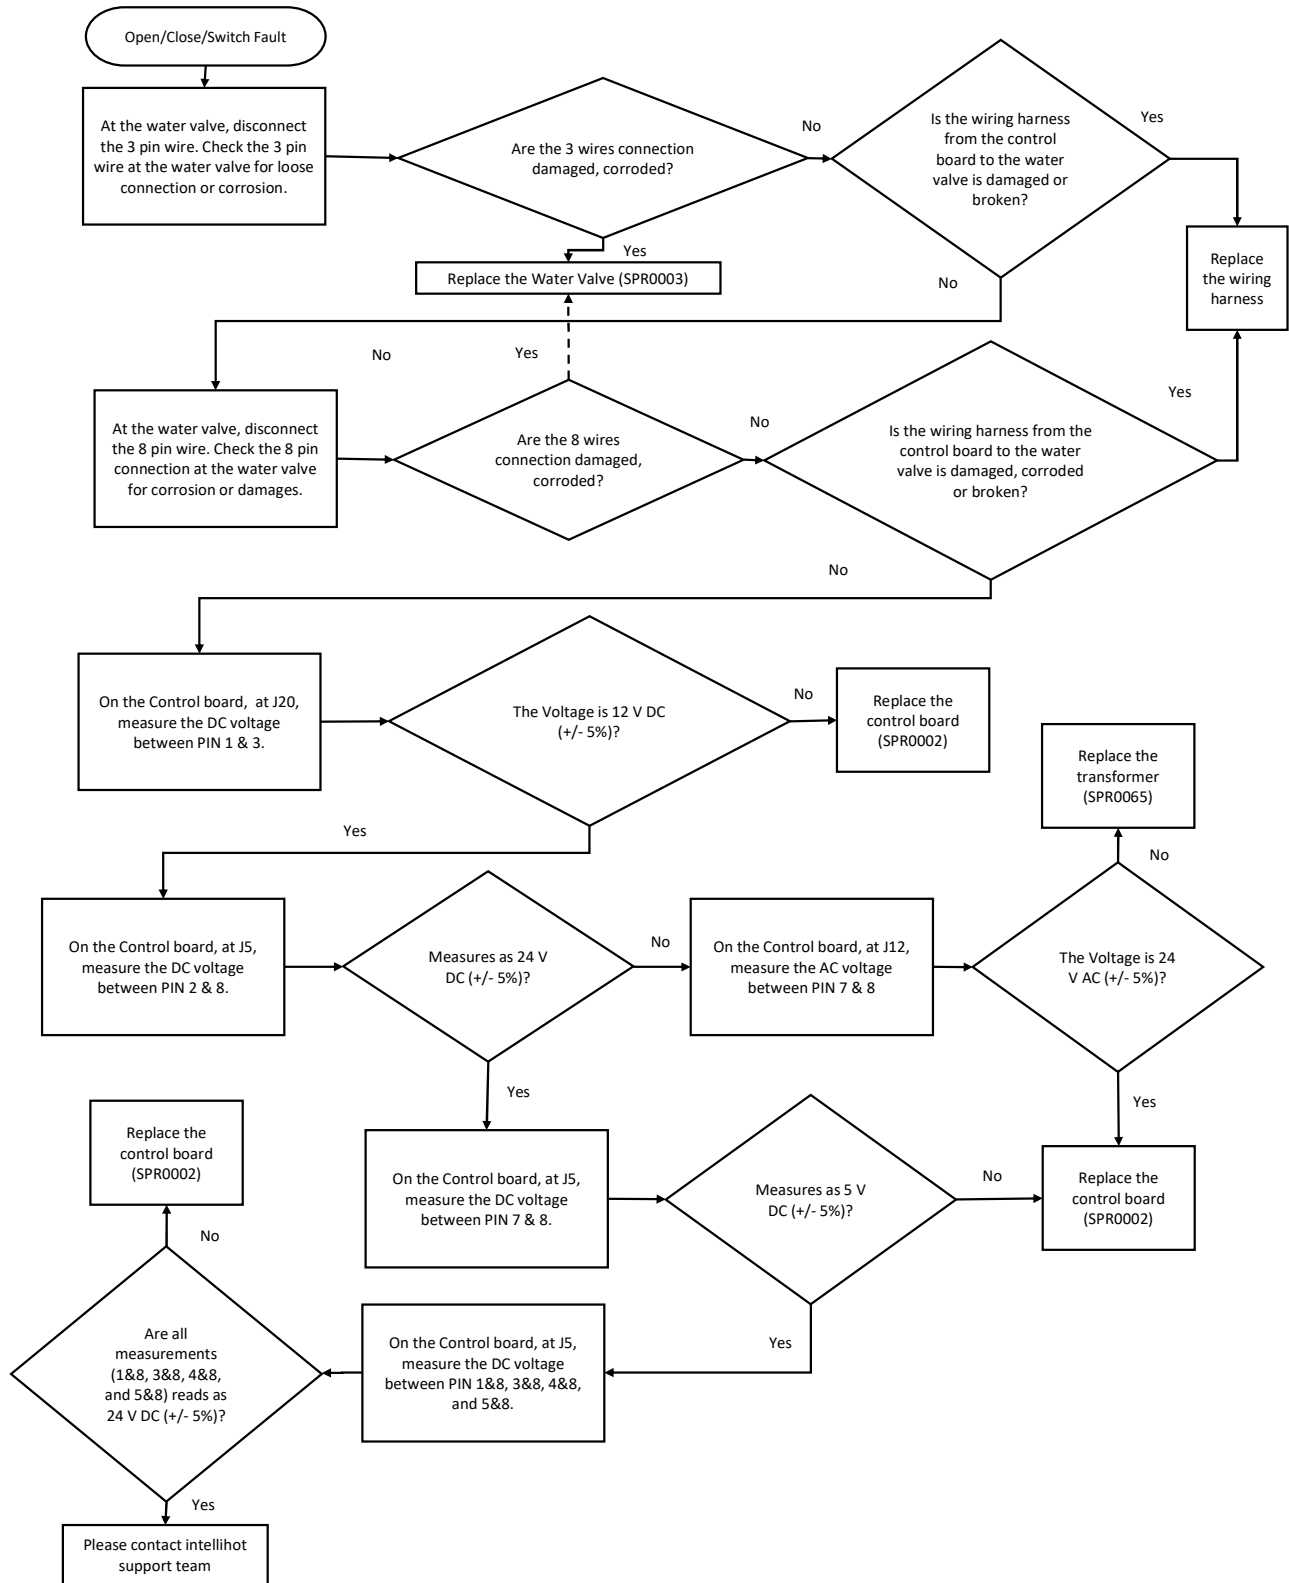 Open/Close/Switch Fault
At the water valve, disconnect
the 3 pin wire. Check the 3 pin
wire at the water valve for loose
connection or corrosion.
Are the 3 wires connection
damaged, corroded?
No
Is the wiring harness
from the control
board to the water
valve is damaged or
broken?
Yes
Replace
the wiring
harness
Yes
Replace the Water Valve (SPR0003)
No
No
Yes
At the water valve, disconnect
the 8 pin wire. Check the 8 pin
connection at the water valve
for corrosion or damages.
Are the 8 wires
connection damaged,
corroded?
No
Is the wiring harness from the
control board to the water
valve is damaged, corroded
or broken?
Yes
No
On the Control board,  at J20,
measure the DC voltage
between PIN 1 & 3.
The Voltage is 12 V DC
(+/- 5%)?
No
Replace the
control board
(SPR0002)
Replace the
transformer
(SPR0065)
Yes
No
On the Control board, at J5,
measure the DC voltage
between PIN 2 & 8.
Measures as 24 V
DC (+/- 5%)?
No
On the Control board, at J12,
measure the AC voltage
between PIN 7 & 8
The Voltage is 24
V AC (+/- 5%)?
Yes
Yes
Replace the
control board
(SPR0002)
On the Control board, at J5,
measure the DC voltage
between PIN 7 & 8.
Measures as 5 V
DC (+/- 5%)?
No
Replace the
control board
(SPR0002)
No
Yes
On the Control board, at J5,
measure the DC voltage
between PIN 1&8, 3&8, 4&8,
and 5&8.
Are all
measurements
(1&8, 3&8, 4&8,
and 5&8) reads as
24 V DC (+/- 5%)?
Yes
Please contact intellihot
support team